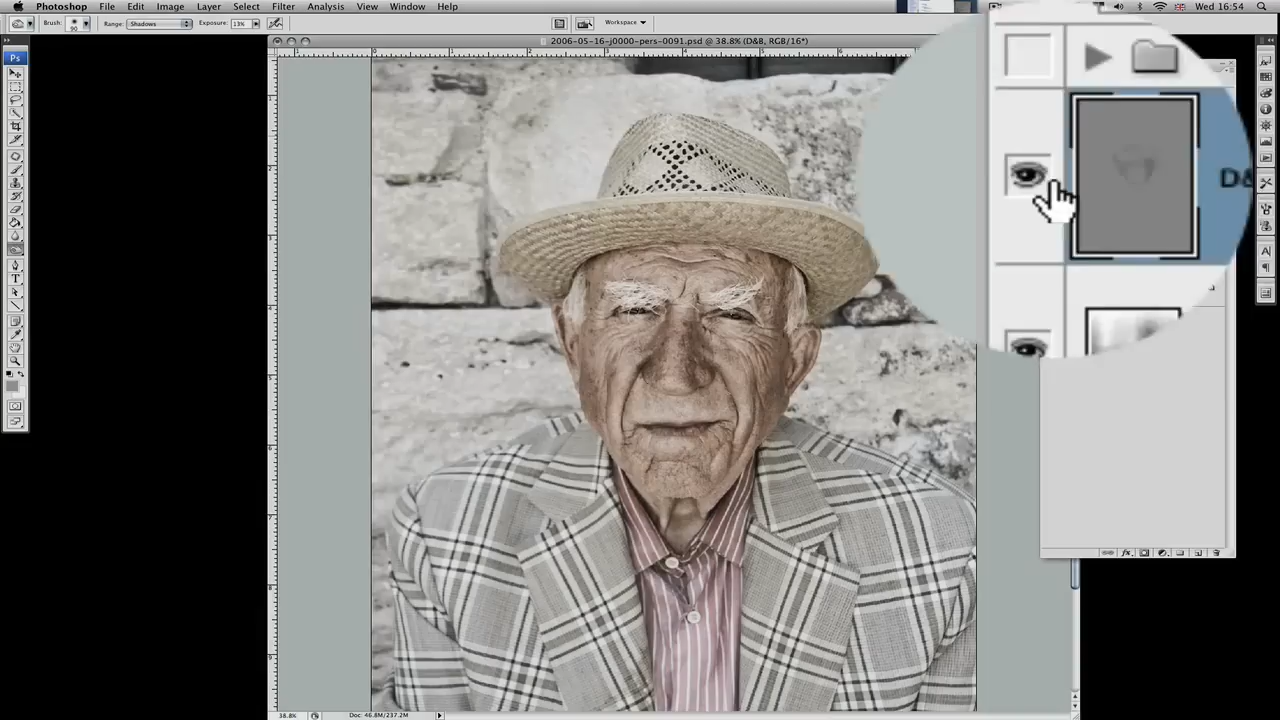 Photoshop File Edit Image Layer Select Filter Analysis View Window Help Wed 16:54
Brush: 90 Range: Shadows Exposure: 13% Workspace
2006-05-16-j0000-pers-0091.psd @ 38.8% (D&B, RGB/16*)
Ps
D&
38.8% Doc: 46.8M/237.2M